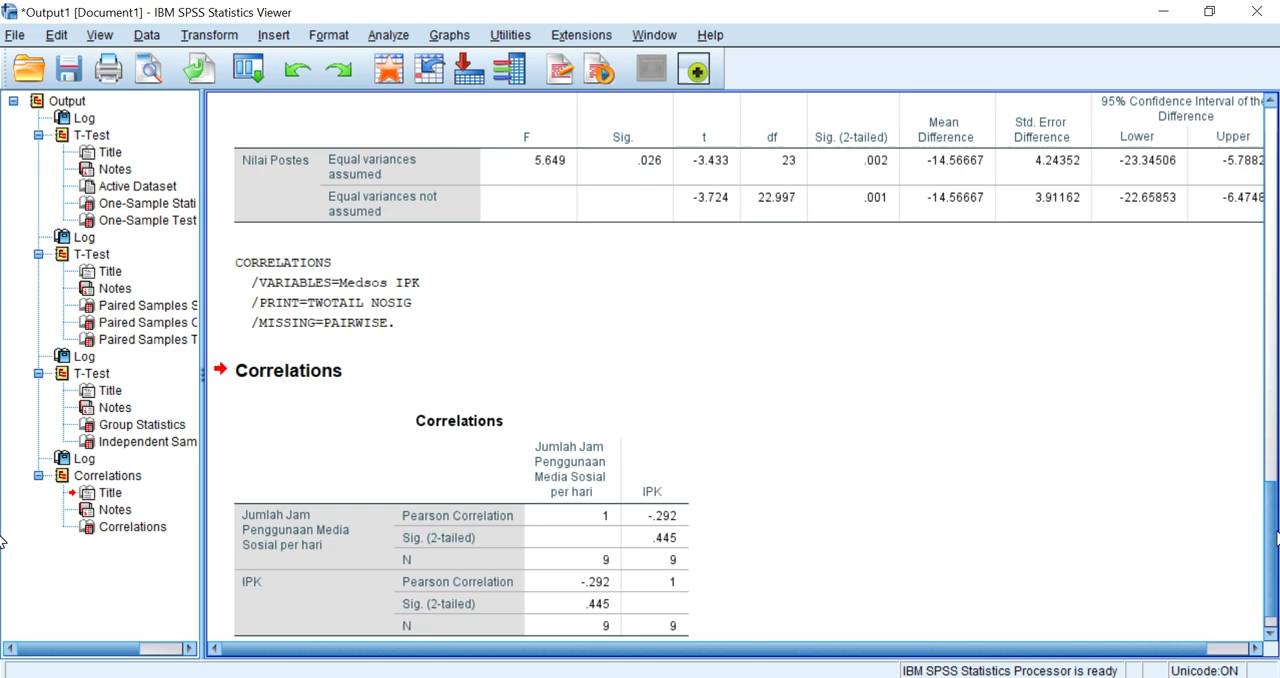 *Output1 [Document1] - IBM SPSS Statistics Viewer
File Edit View Data Transform Insert Format Analyze Graphs Utilities Extensions Window Help
Output
Log
T-Test
Title
Notes
Active Dataset
One-Sample Stati
One-Sample Test
Log
T-Test
Title
Notes
Paired Samples S
Paired Samples C
Paired Samples T
Log
T-Test
Title
Notes
Group Statistics
Independent Sam
Log
Correlations
Title
Notes
Correlations
95% Confidence Interval of the
Difference
F Sig. t df Sig. (2-tailed) Mean Difference Std. Error Difference Lower Upper
Nilai Postes Equal variances assumed 5.649 .026 -3.433 23 .002 -14.56667 4.24352 -23.34506 -5.7882
Equal variances not assumed -3.724 22.997 .001 -14.56667 3.91162 -22.65853 -6.4748
CORRELATIONS
/VARIABLES=Medsos IPK
/PRINT=TWOTAIL NOSIG
/MISSING=PAIRWISE.
Correlations
Correlations
Jumlah Jam
Penggunaan
Media Sosial
per hari IPK
Jumlah Jam Penggunaan Media Sosial per hari Pearson Correlation 1 -.292
Sig. (2-tailed) .445
N 9 9
IPK Pearson Correlation -.292 1
Sig. (2-tailed) .445
N 9 9
IBM SPSS Statistics Processor is ready Unicode:ON